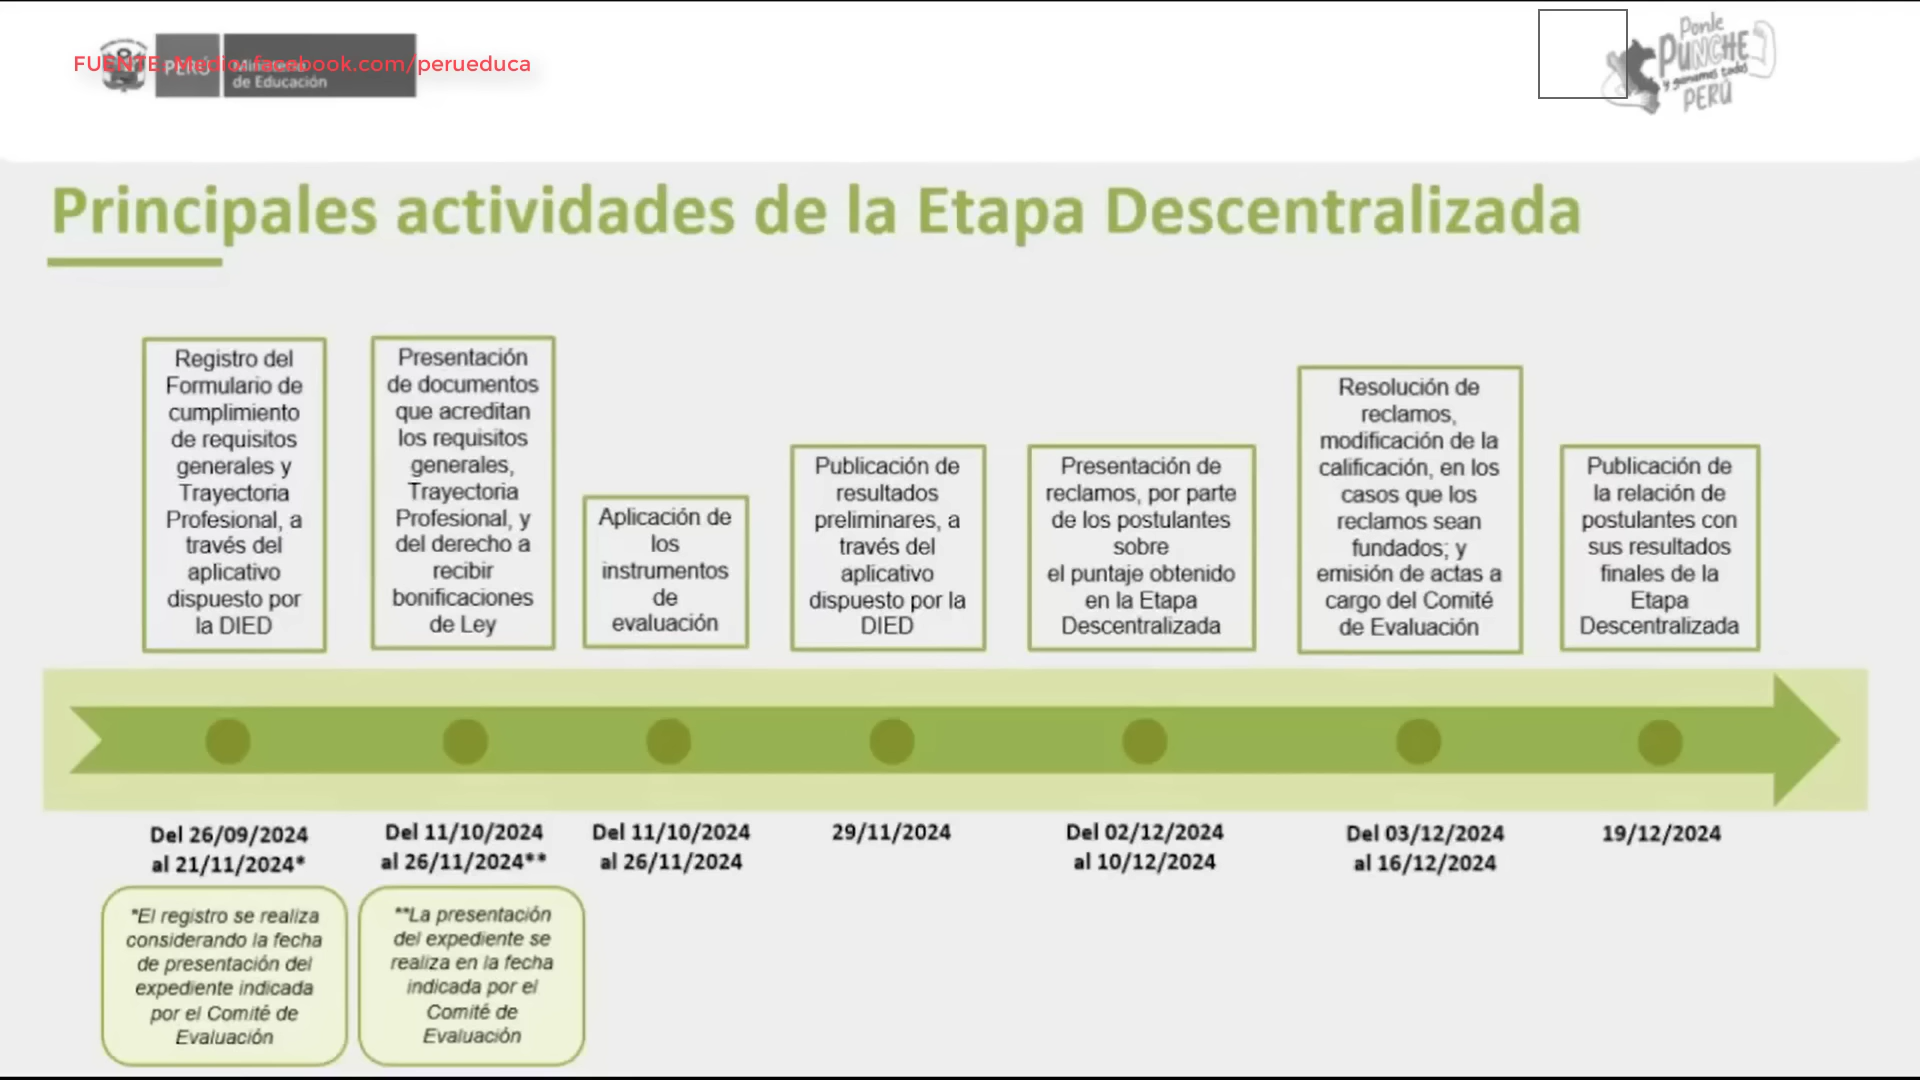 FUENTE: Medio: facebook.com/perueduca
PERÚ
Ministerio
de Educación
Ponle
PUNCHE
y ganamos todos
PERÚ
Principales actividades de la Etapa Descentralizada
Registro del
Formulario de
cumplimiento
de requisitos
generales y
Trayectoria
Profesional, a
través del
aplicativo
dispuesto por
la DIED
Presentación
de documentos
que acreditan
los requisitos
generales,
Trayectoria
Profesional, y
del derecho a
recibir
bonificaciones
de Ley
Aplicación de
los
instrumentos
de
evaluación
Publicación de
resultados
preliminares, a
través del
aplicativo
dispuesto por la
DIED
Presentación de
reclamos, por parte
de los postulantes
sobre
el puntaje obtenido
en la Etapa
Descentralizada
Resolución de
reclamos,
modificación de la
calificación, en los
casos que los
reclamos sean
fundados; y
emisión de actas a
cargo del Comité
de Evaluación
Publicación de
la relación de
postulantes con
sus resultados
finales de la
Etapa
Descentralizada
Del 26/09/2024
al 21/11/2024*
Del 11/10/2024
al 26/11/2024**
Del 11/10/2024
al 26/11/2024
29/11/2024
Del 02/12/2024
al 10/12/2024
Del 03/12/2024
al 16/12/2024
19/12/2024
*El registro se realiza
considerando la fecha
de presentación del
expediente indicada
por el Comité de
Evaluación
**La presentación
del expediente se
realiza en la fecha
indicada por el
Comité de
Evaluación